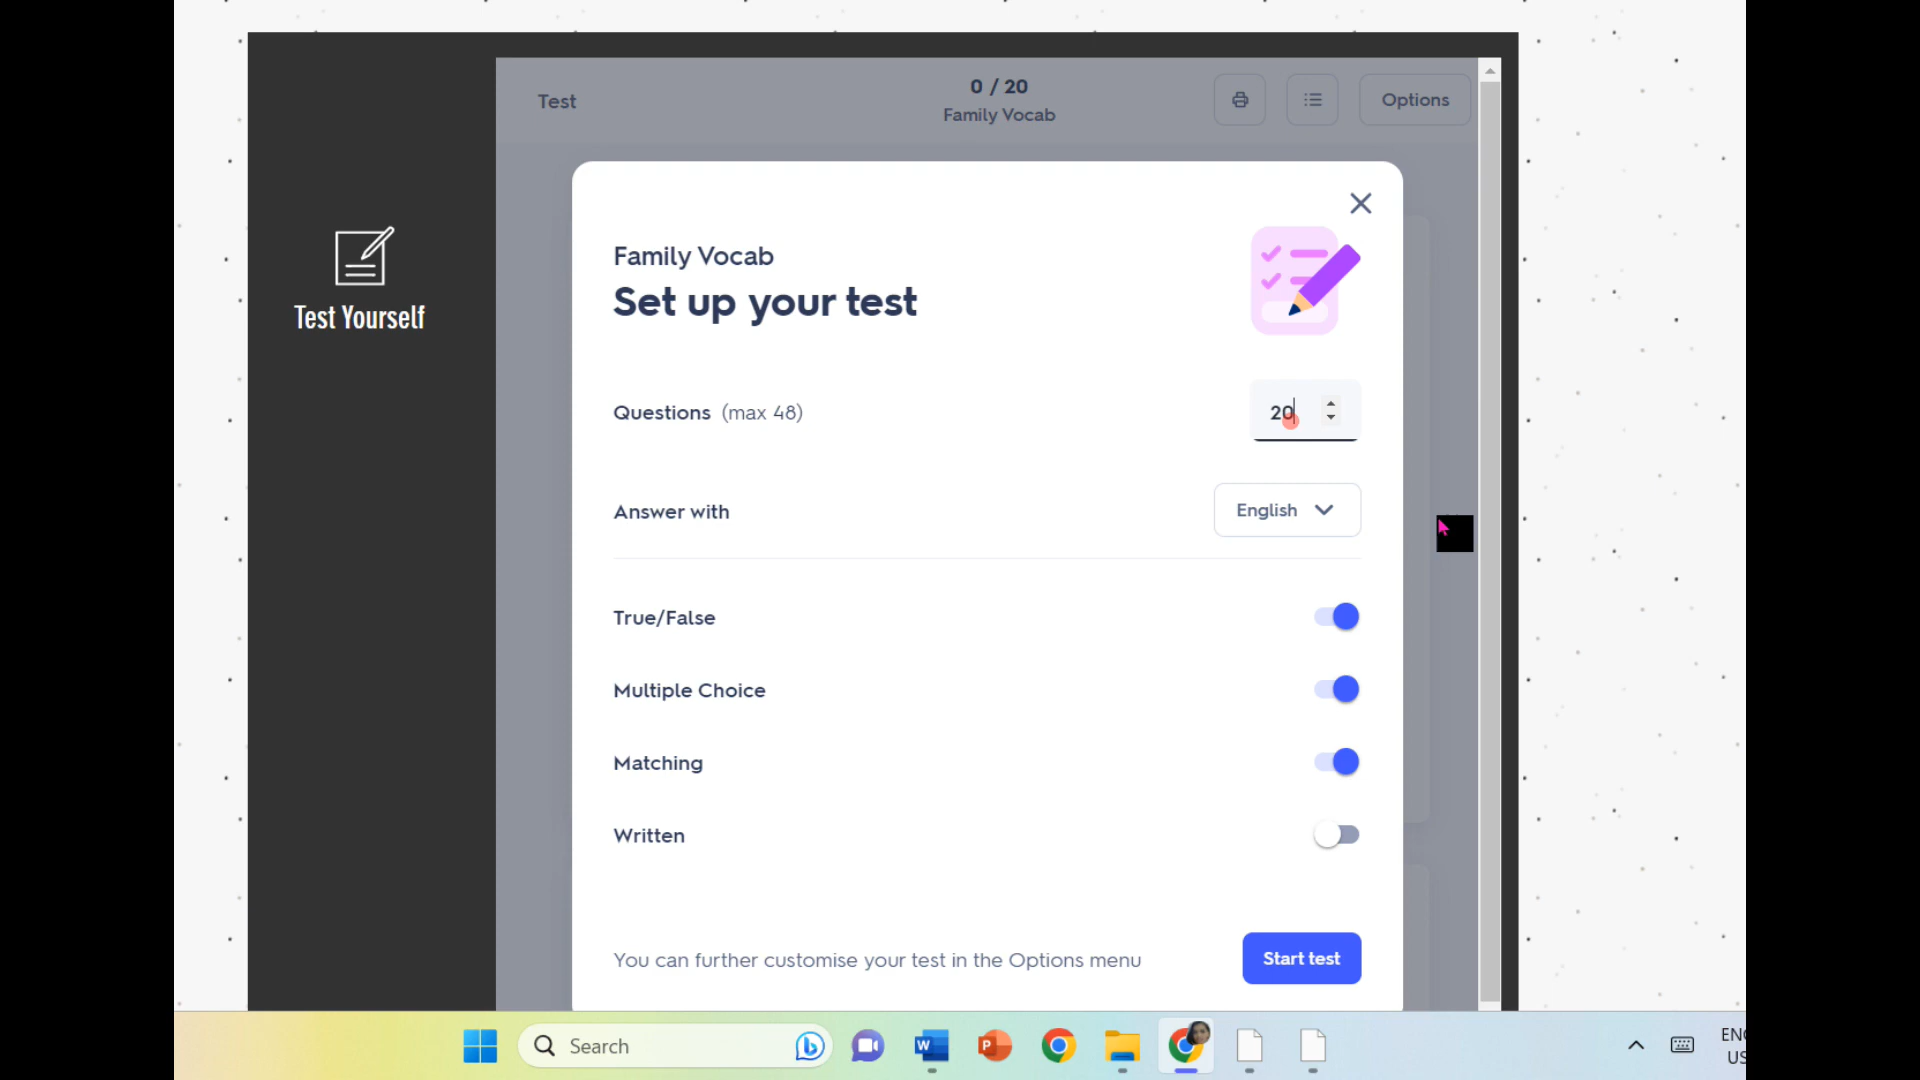 Test
0 / 20
Family Vocab
Options
Test Yourself
Family Vocab
Set up your test
Questions (max 48)
20
Answer with
English
True/False
Multiple Choice
Matching
Written
You can further customise your test in the Options menu
Start test
Search
ENG
US